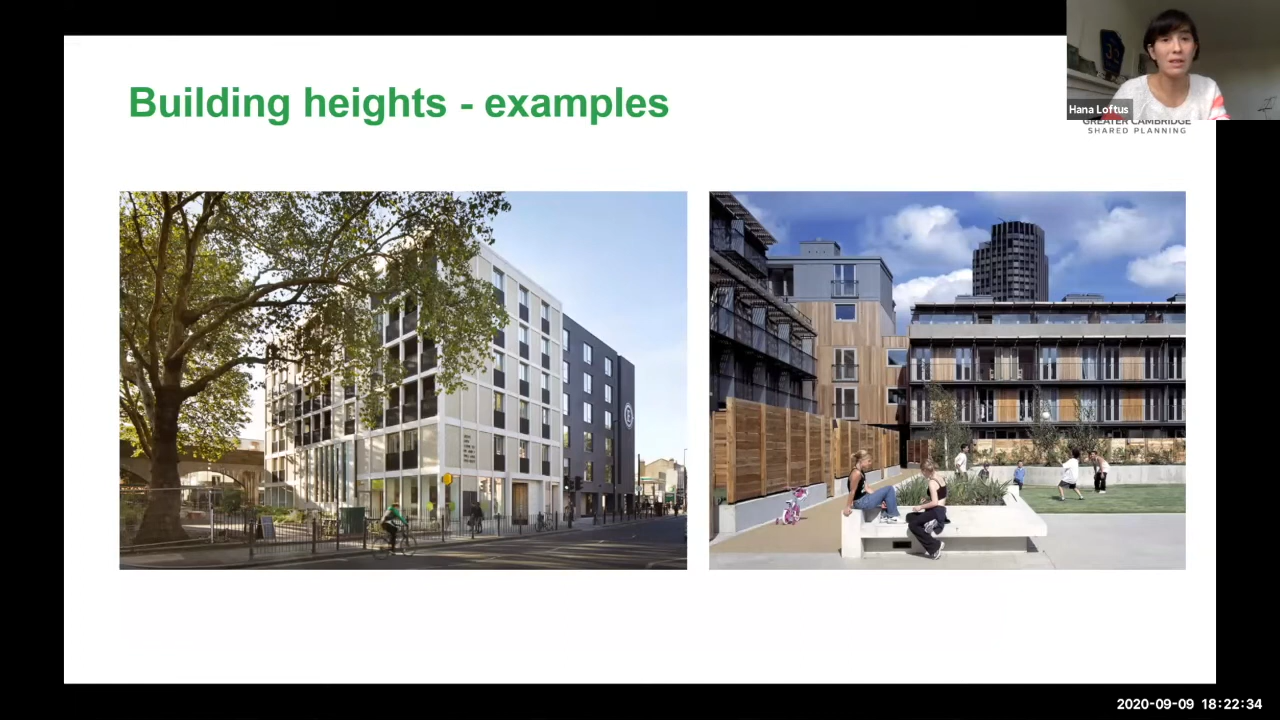 Building heights - examples
Hana Loftus
GREATER CAMBRIDGE
SHARED PLANNING
2020-09-09 18:22:34